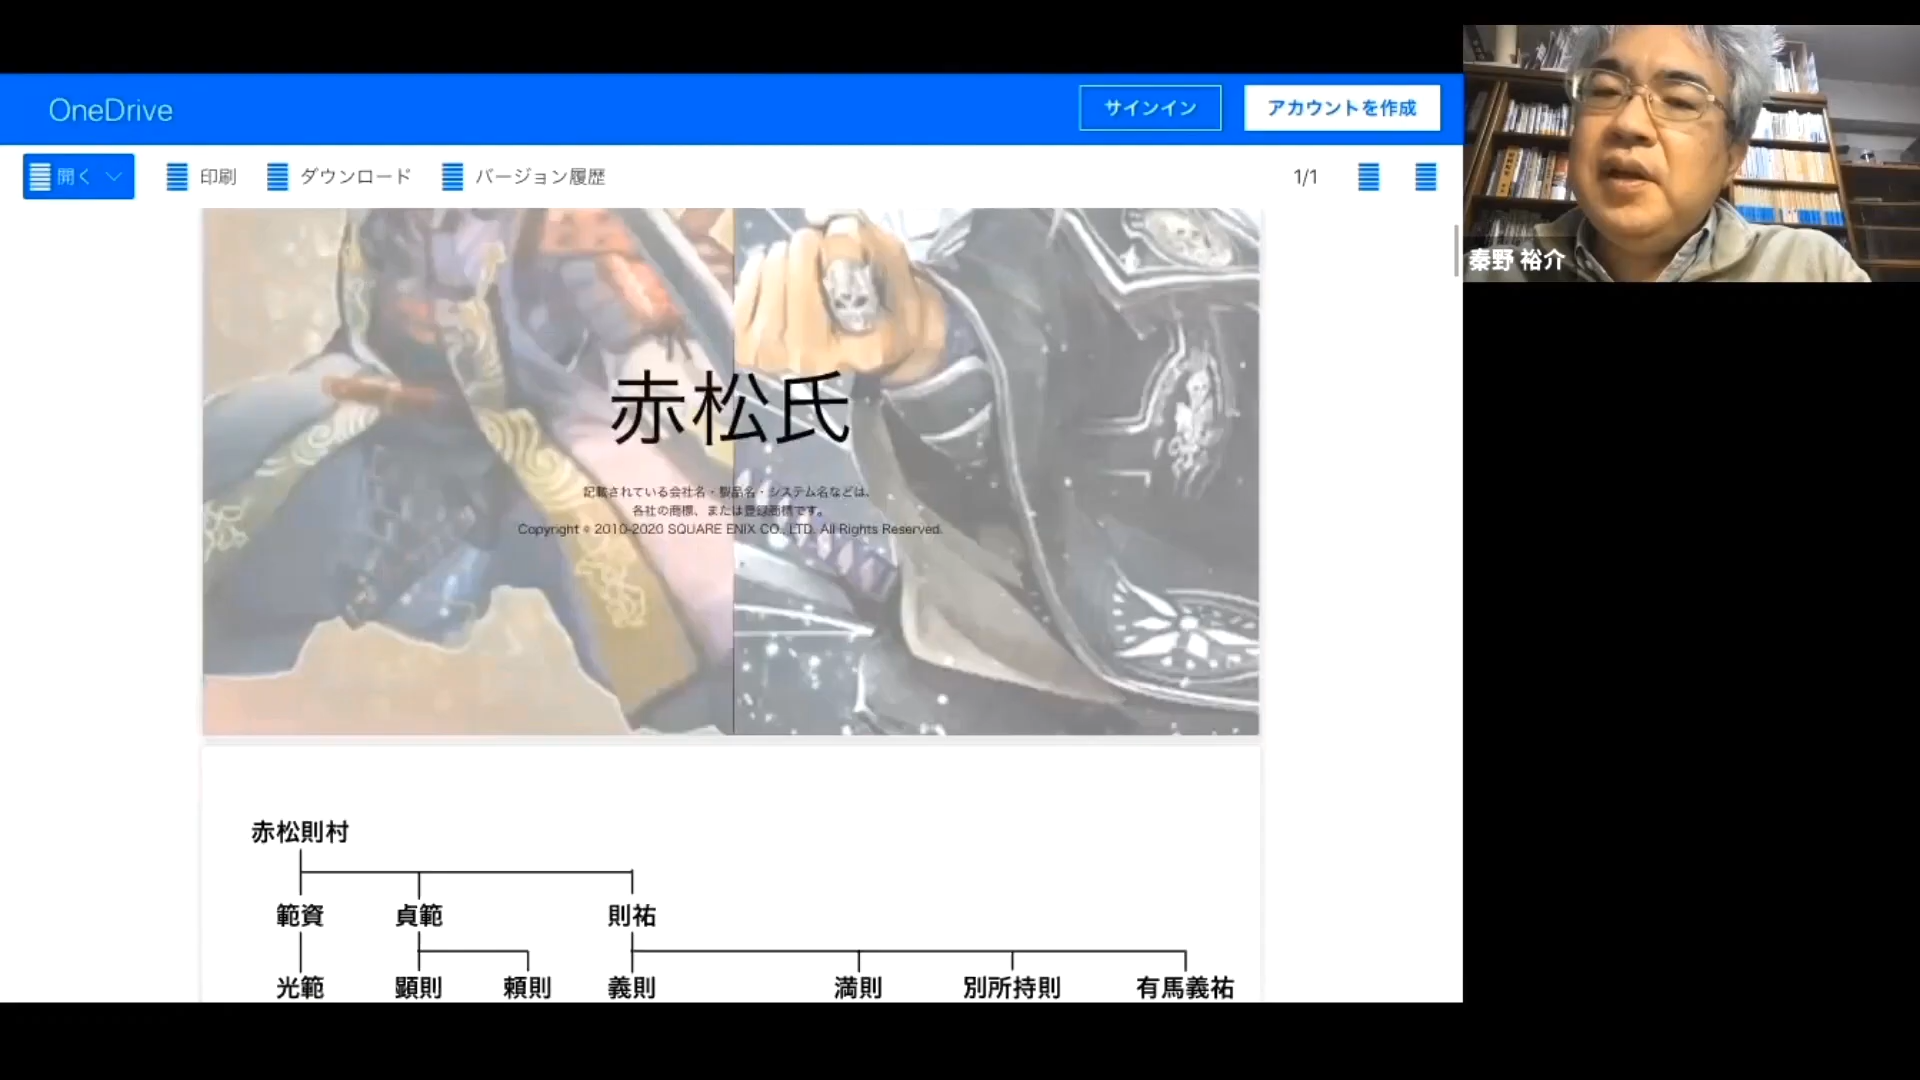 OneDrive
サインイン
アカウントを作成
開く
印刷
ダウンロード
バージョン履歴
1/1
秦野 裕介
赤松氏
記載されている会社名・製品名・システム名などは、
各社の商標、または登録商標です。
Copyright © 2010-2020 SQUARE ENIX CO., LTD. All Rights Reserved.
赤松則村
範資 貞範 則祐
光範 顕則 頼則 義則 満則 別所持則 有馬義祐